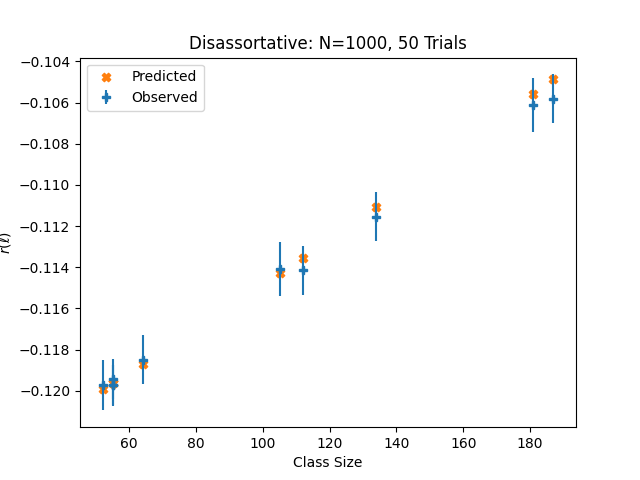 Disassortative: N=1000, 50 Trials
Predicted
Observed
−0.104
−0.106
−0.108
−0.110
−0.112
−0.114
−0.116
−0.118
−0.120
r(ℓ)
60 80 100 120 140 160 180
Class Size